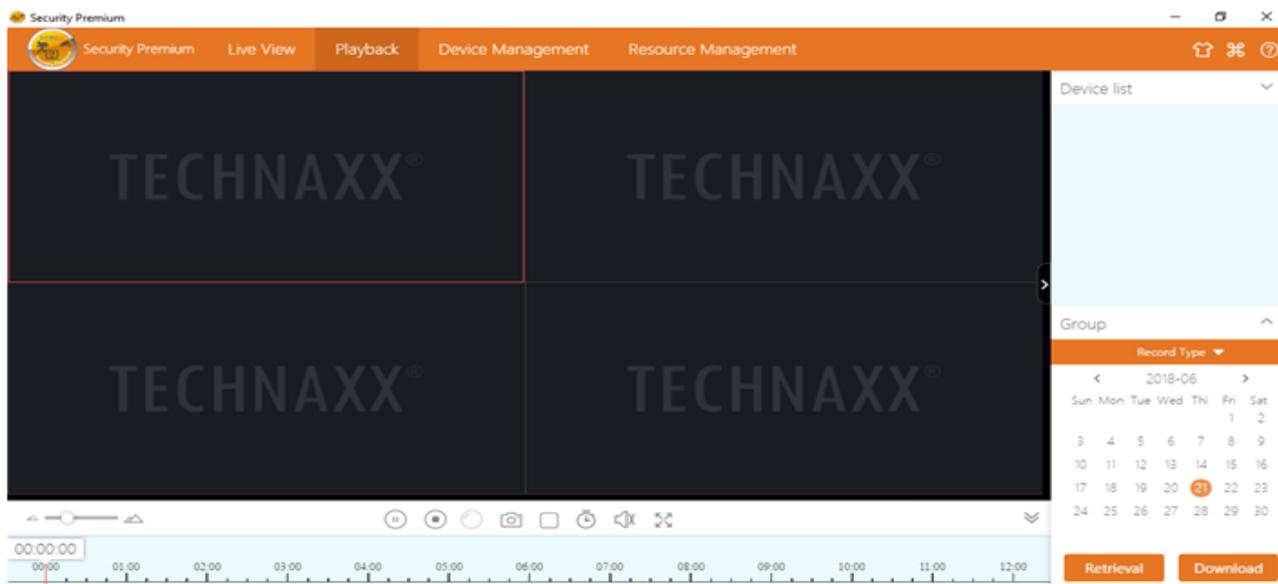 Security Premium
Security Premium Live View Playback Device Management Resource Management
Device list
TECHNAXX® TECHNAXX®
TECHNAXX® TECHNAXX®
Group
Record Type
< 2018-06 >
Sun Mon Tue Wed Thi Fri Sat
1 2
3 4 5 6 7 8 9
10 11 12 13 14 15 16
17 18 19 20 21 22 23
24 25 26 27 28 29 30
00:00:00
00:00 01:00 02:00 03:00 04:00 05:00 06:00 07:00 08:00 09:00 10:00 11:00 12:00
Retrieval Download